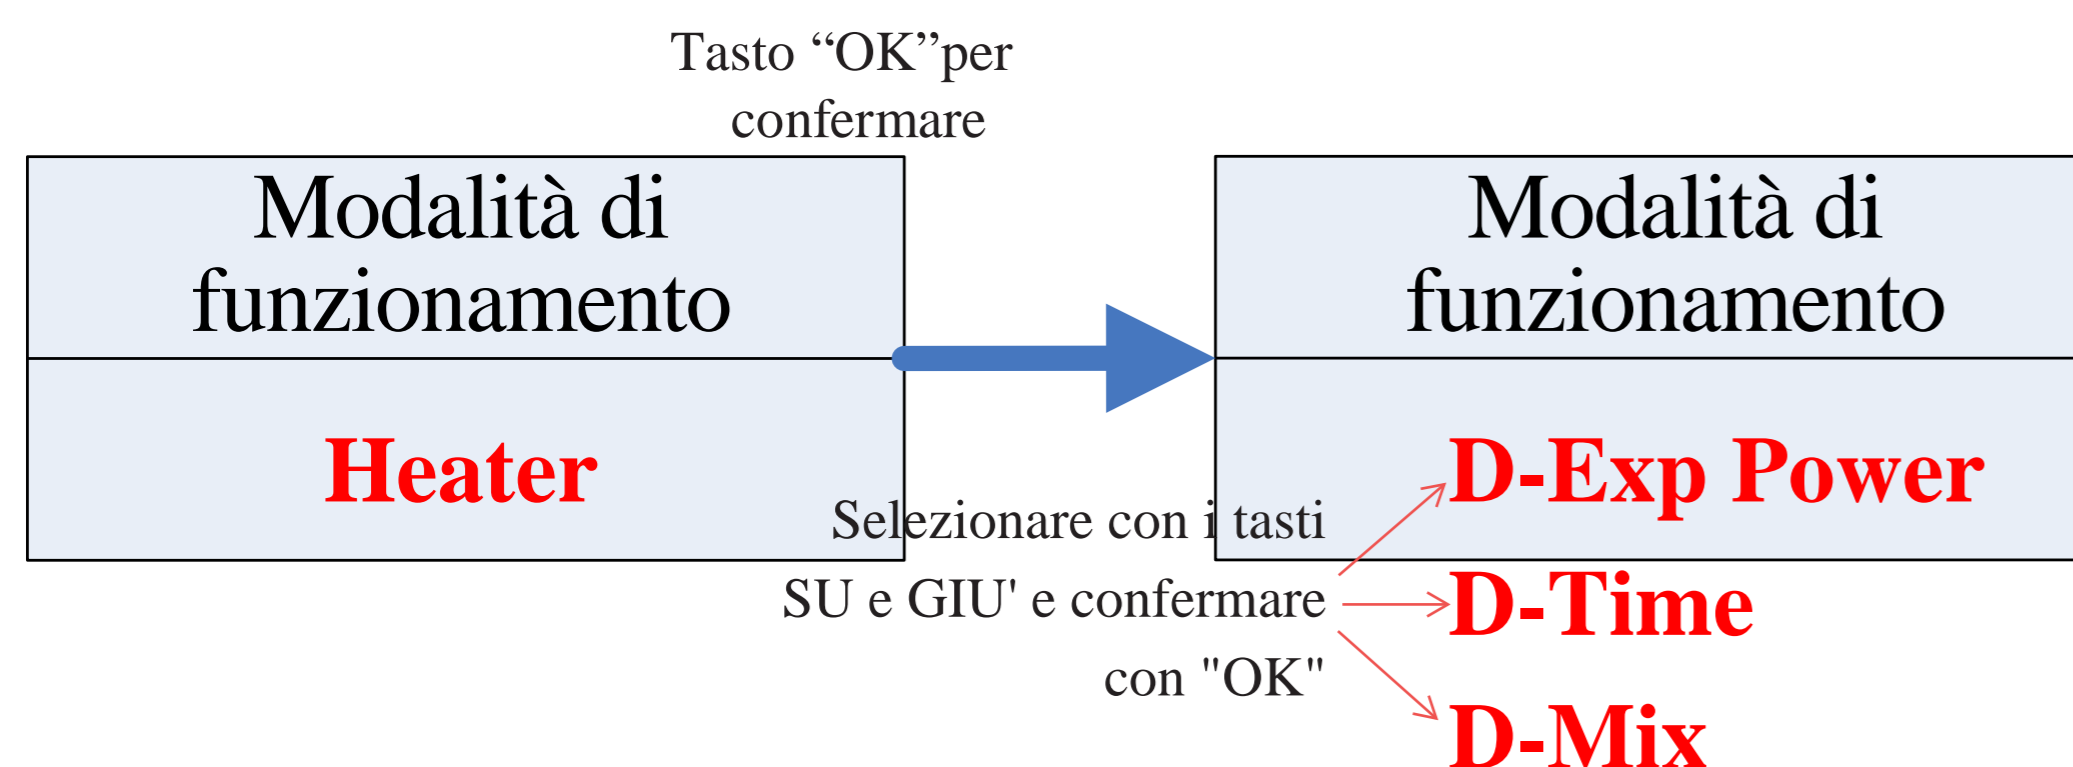 Tasto “OK”per
confermare
Modalità di
funzionamento
Heater
Modalità di
funzionamento
Selezionare con i tasti
SU e GIU' e confermare
con "OK"
D-Exp Power
D-Time
D-Mix